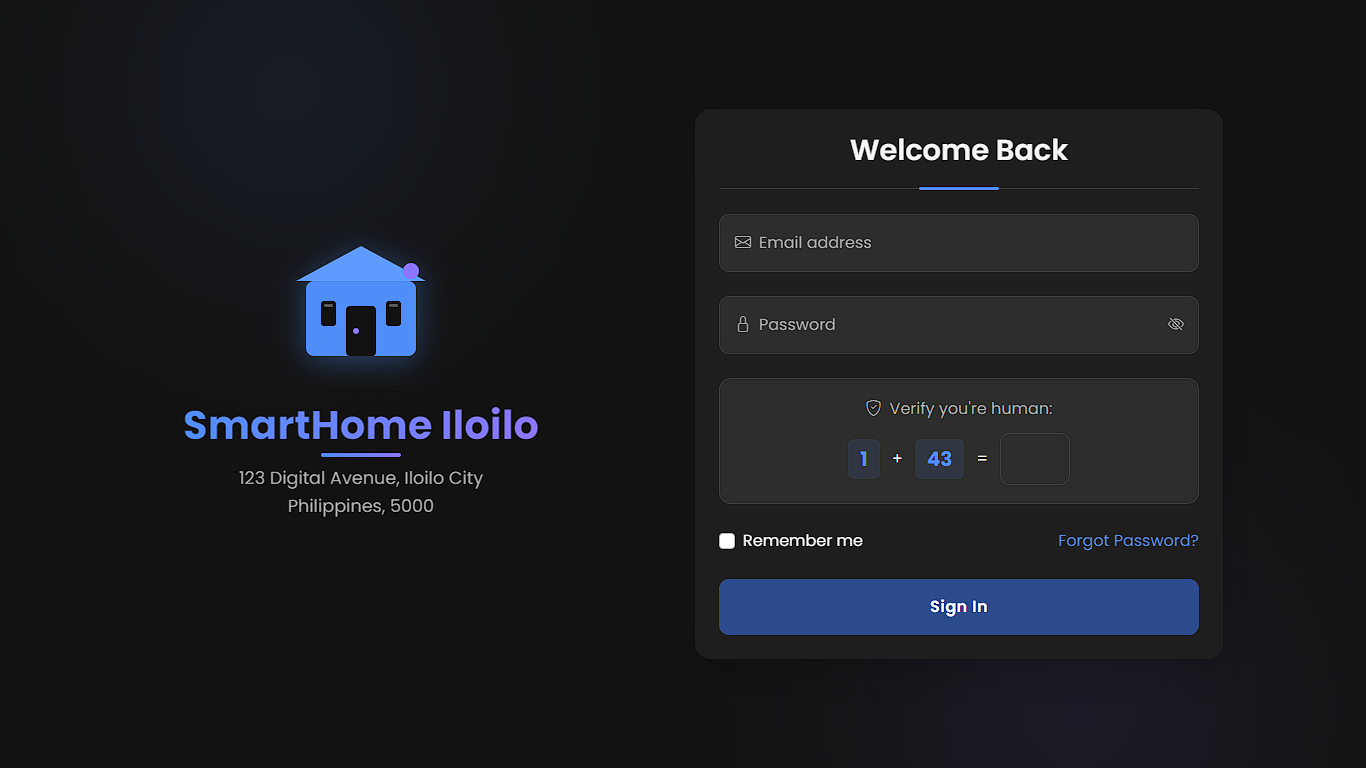 SmartHome Iloilo
123 Digital Avenue, Iloilo City
Philippines, 5000
Welcome Back
Email address
Password
Verify you're human:
1 + 43 =
Remember me
Forgot Password?
Sign In